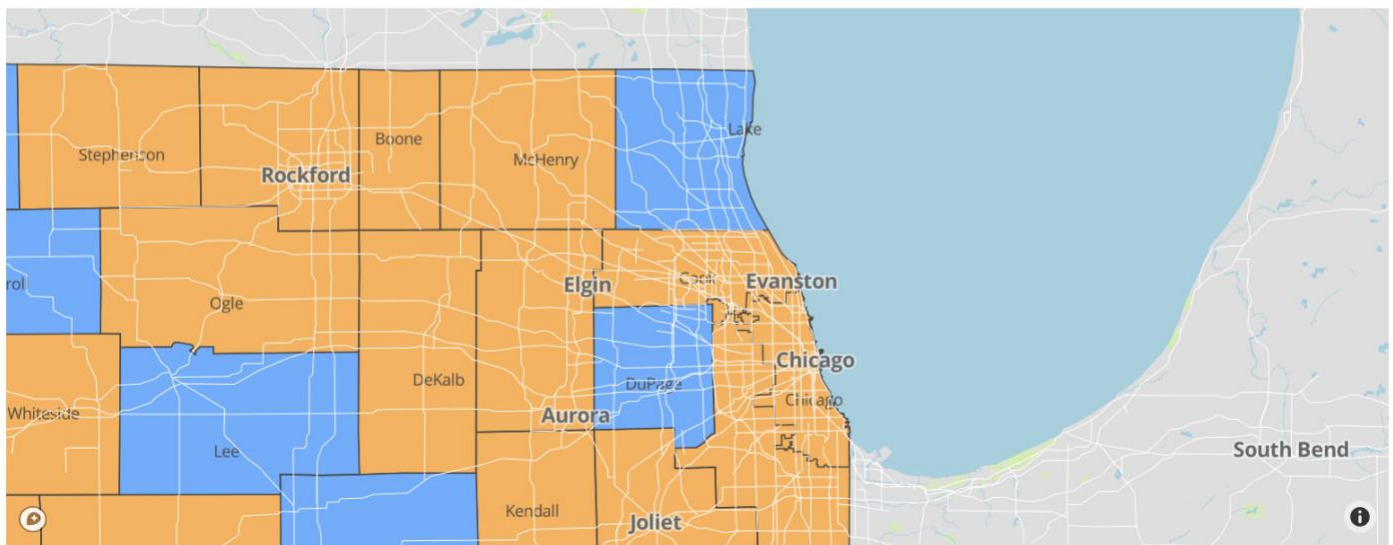 Lake
Boone
Stephenson
McHenry
Rockford
Cook
Evanston
Elgin
rol
Ogle
Chicago
DeKalb
DuPage
Chicago
Whiteside
Aurora
Lee
South Bend
Kendall
Joliet
i